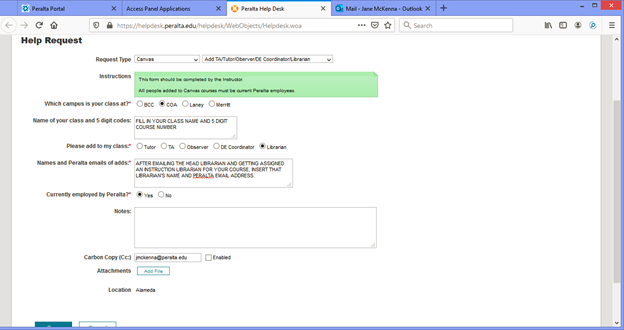 Peralta Portal
Access Panel Applications
Peralta Help Desk
Mail - Jane McKenna - Outlook
https://helpdesk.peralta.edu/helpdesk/WebObjects/Helpdesk.woa
Search
Help Request
Request Type Canvas Add TA/Tutor/Oberver/DE Coordinator/Librarian
Instructions
This form should be completed by the Instructor.
All people added to Canvas courses must be current Peralta employees.
Which campus is your class at?* BCC COA Laney Merritt
Name of your class and 5 digit codes: FILL IN YOUR CLASS NAME AND 5 DIGIT
COURSE NUMBER
Please add to my class:* Tutor TA Observer DE Coordinator Librarian
Names and Peralta emails of adds:* AFTER EMAILING THE HEAD LIBRARIAN AND GETTING ASSIGNED
AN INSTRUCTION LIBRARIAN FOR YOUR COURSE, INSERT THAT
LIBRARIAN'S NAME AND PERALTA EMAIL ADDRESS.
Currently employed by Peralta?* Yes No
Notes:
Carbon Copy (Cc:) jmckenna@peralta.edu Enabled
Attachments Add File
Location Alameda